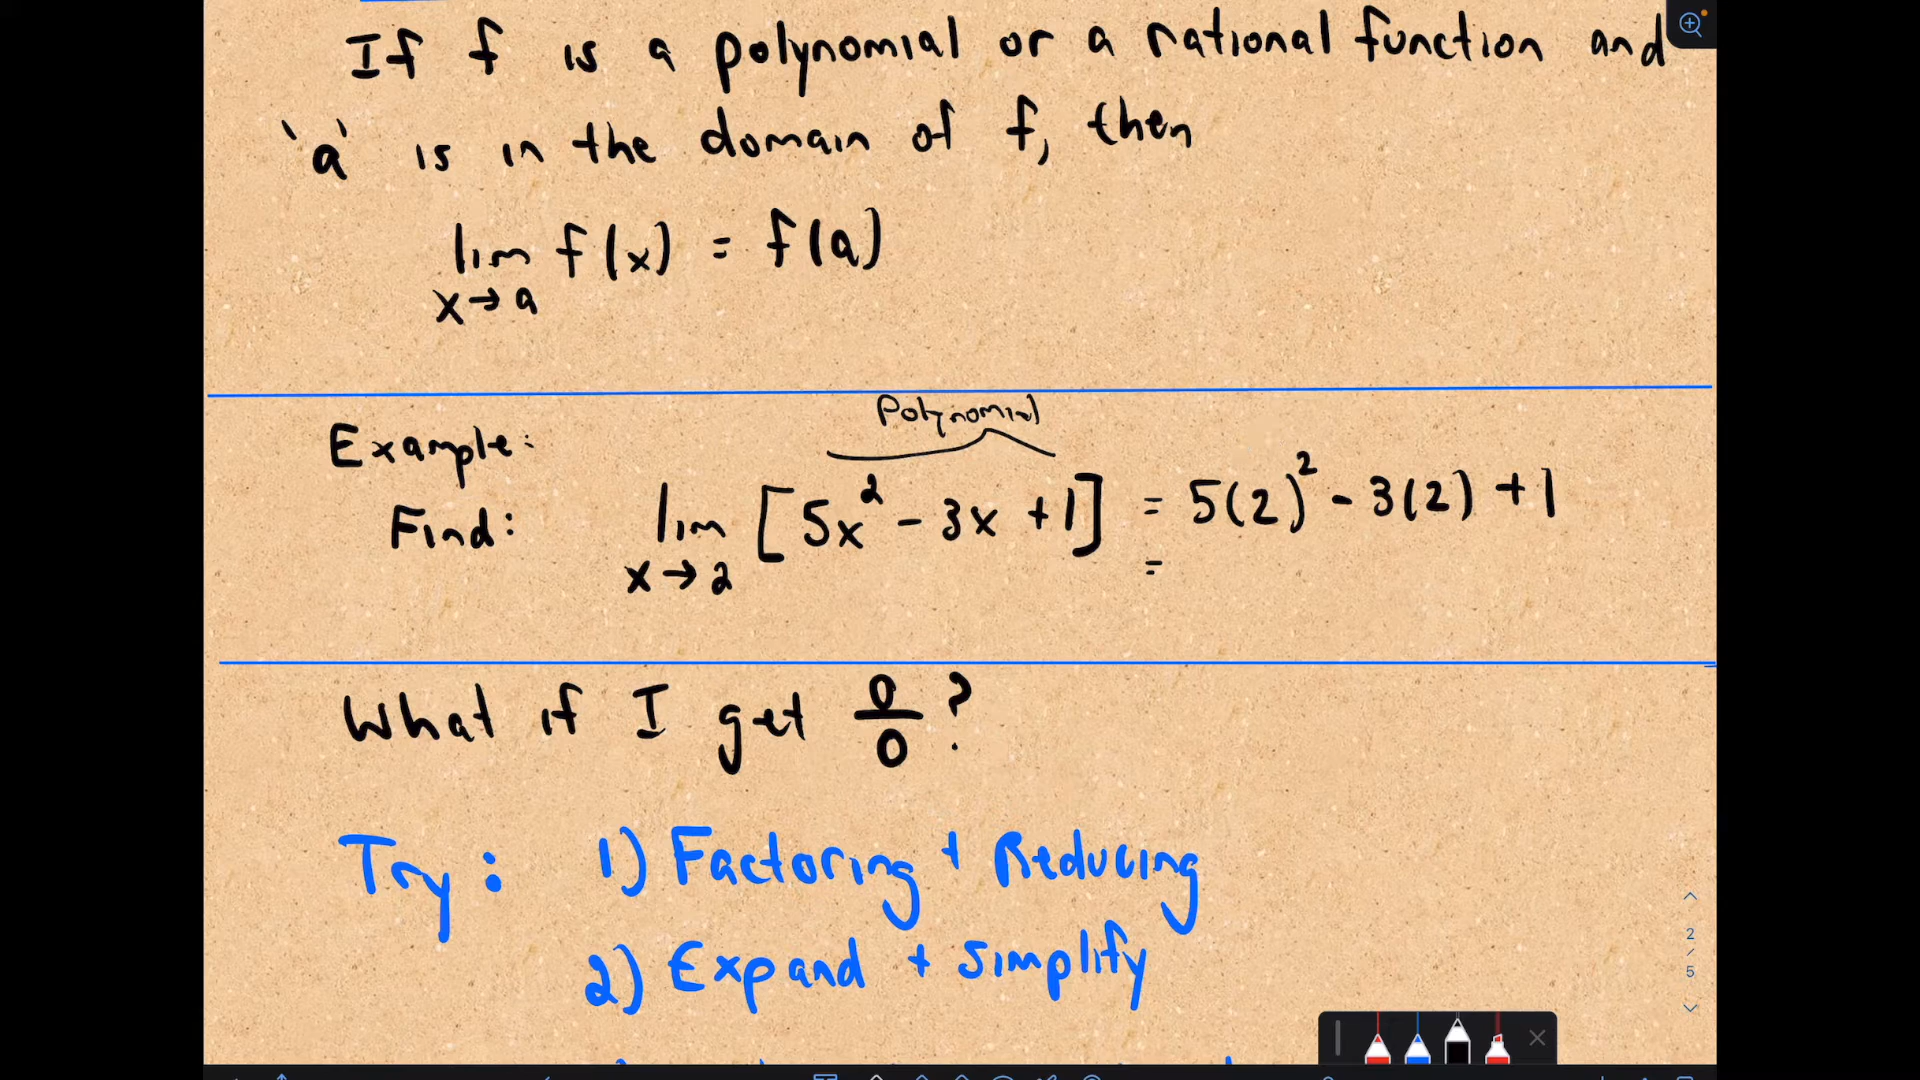 If f is a polynomial or a rational function and
'a' is in the domain of f, then
lim f(x) = f(a)
x→a
Polynomial
Example:
Find: lim [5x² - 3x + 1] = 5(2)² - 3(2) + 1
x→2 =
What if I get 0/0?
Try: 1) Factoring + Reducing
2) Expand + Simplify
2
/
5